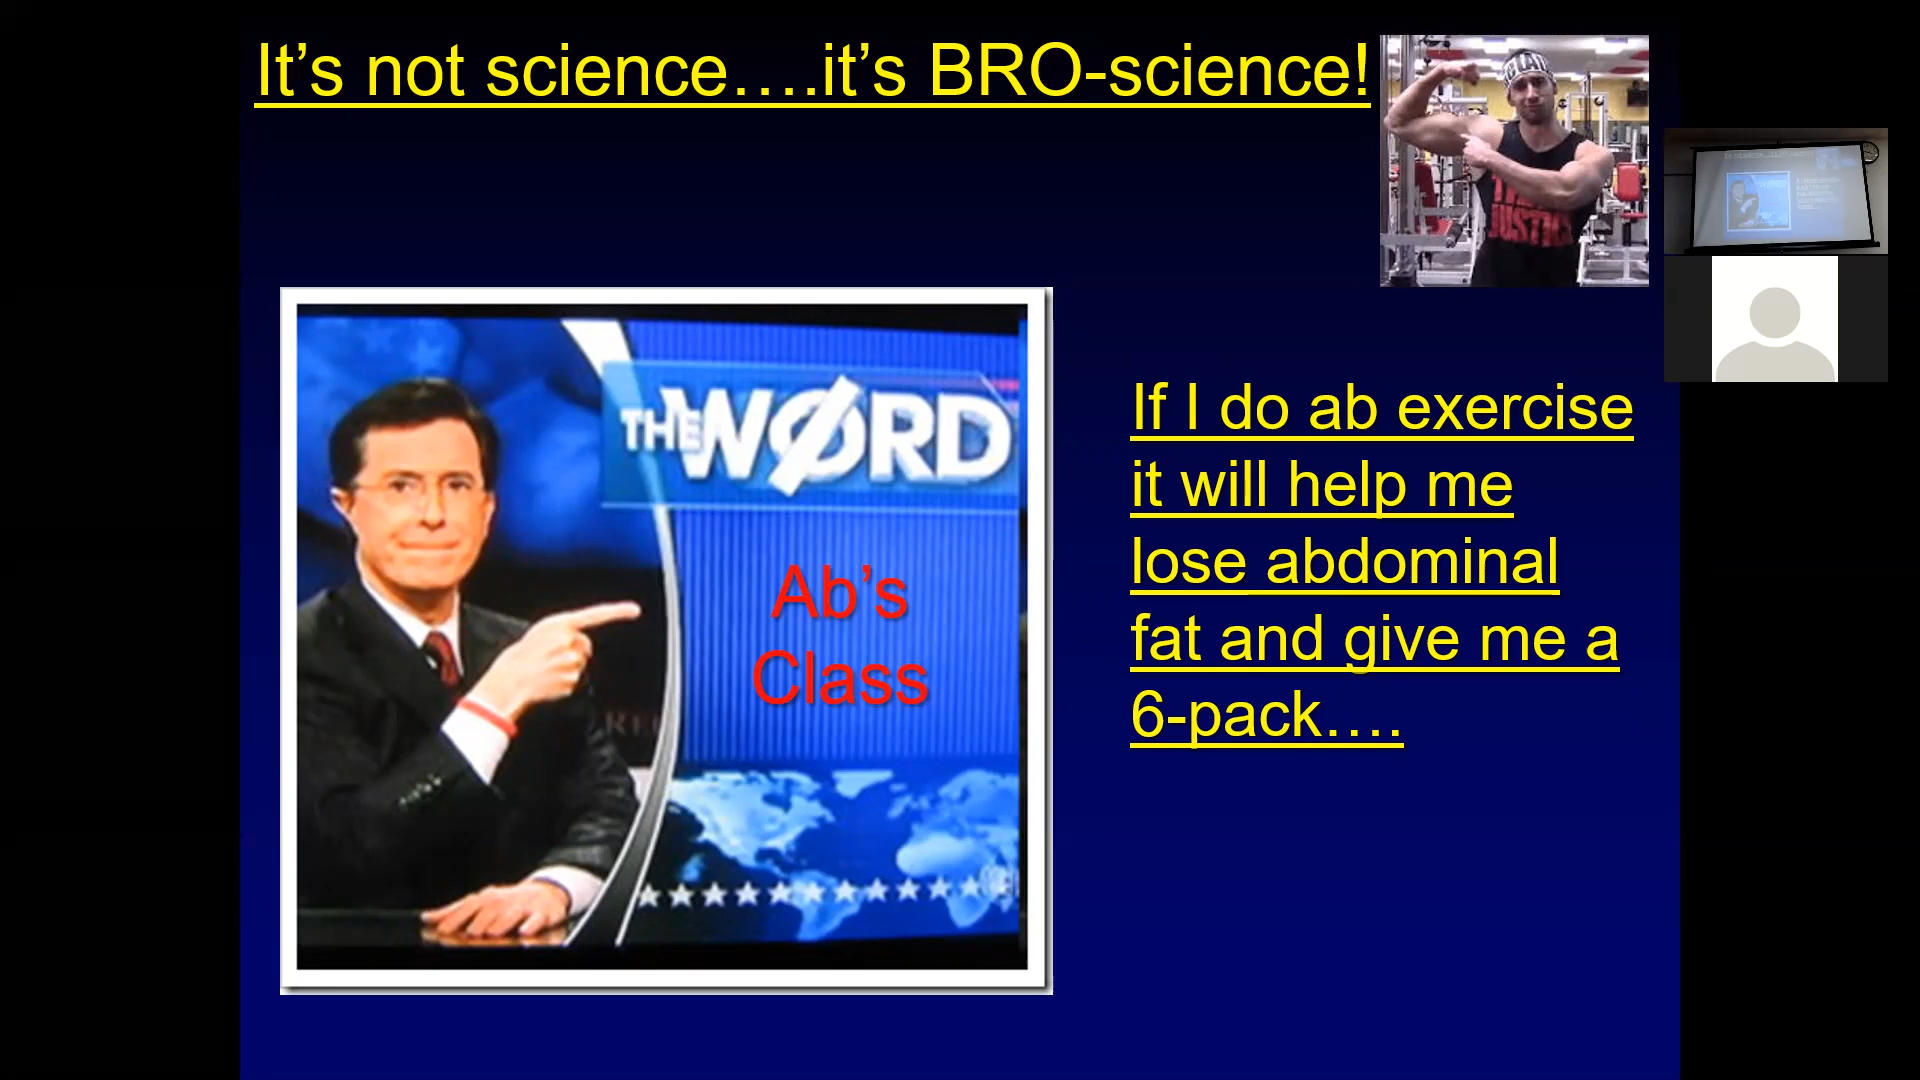 It’s not science….it’s BRO-science!
THE WØRD
Ab’s
Class
If I do ab exercise
it will help me
lose abdominal
fat and give me a
6-pack….